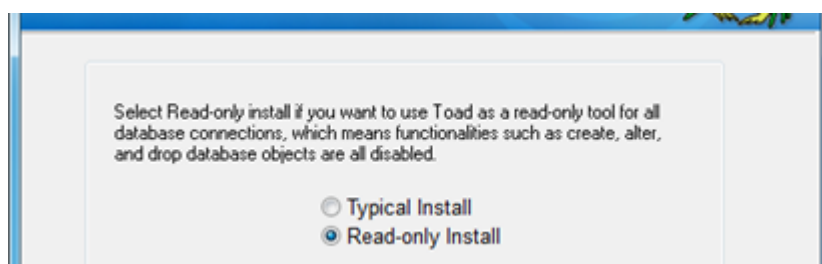 Select Read-only install if you want to use Toad as a read-only tool for all
database connections, which means functionalities such as create, alter,
and drop database objects are all disabled.
Typical Install
Read-only Install